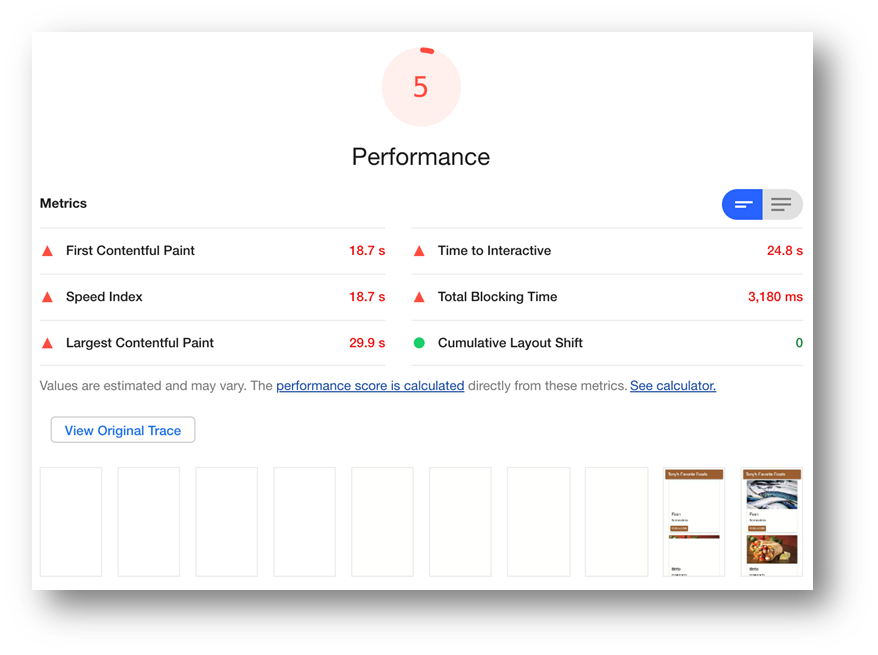 5
Performance
Metrics
First Contentful Paint 18.7 s
Time to Interactive 24.8 s
Speed Index 18.7 s
Total Blocking Time 3,180 ms
Largest Contentful Paint 29.9 s
Cumulative Layout Shift 0
Values are estimated and may vary. The performance score is calculated directly from these metrics. See calculator.
View Original Trace
Tony's Favorite Foods
Tony's Favorite Foods